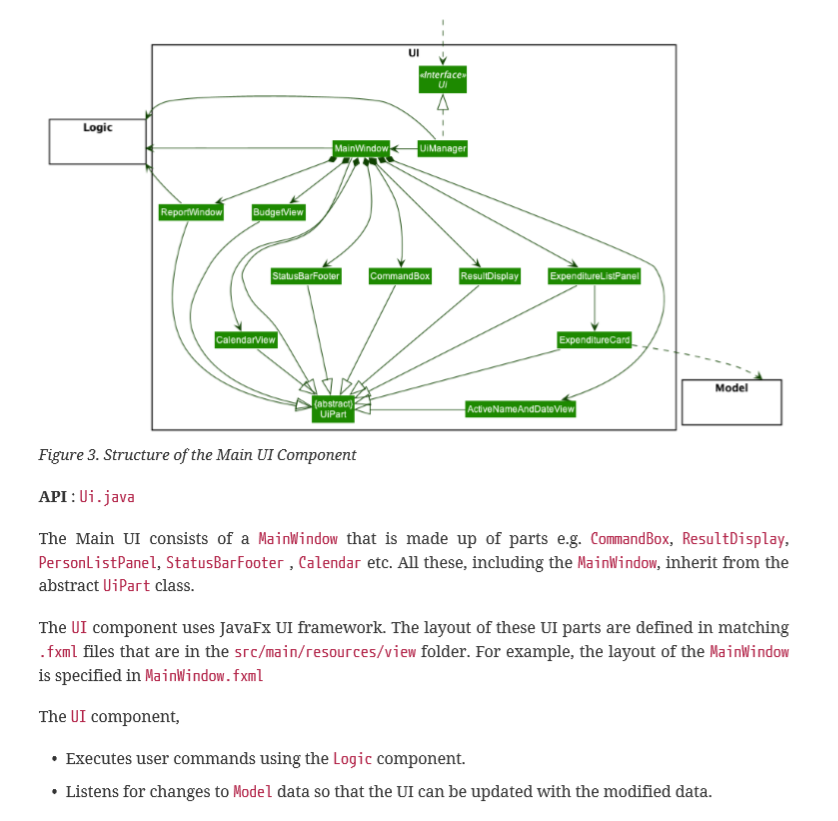 UI
«Interface»
Ui
Logic
MainWindow
UiManager
ReportWindow
BudgetView
StatusBarFooter
CommandBox
ResultDisplay
ExpenditureListPanel
CalendarView
ExpenditureCard
Model
{abstract}
UiPart
ActiveNameAndDateView
Figure 3. Structure of the Main UI Component
API : Ui.java
The Main UI consists of a MainWindow that is made up of parts e.g. CommandBox, ResultDisplay,
PersonListPanel, StatusBarFooter , Calendar etc. All these, including the MainWindow, inherit from the
abstract UiPart class.
The UI component uses JavaFx UI framework. The layout of these UI parts are defined in matching
.fxml files that are in the src/main/resources/view folder. For example, the layout of the MainWindow
is specified in MainWindow.fxml
The UI component,
• Executes user commands using the Logic component.
• Listens for changes to Model data so that the UI can be updated with the modified data.